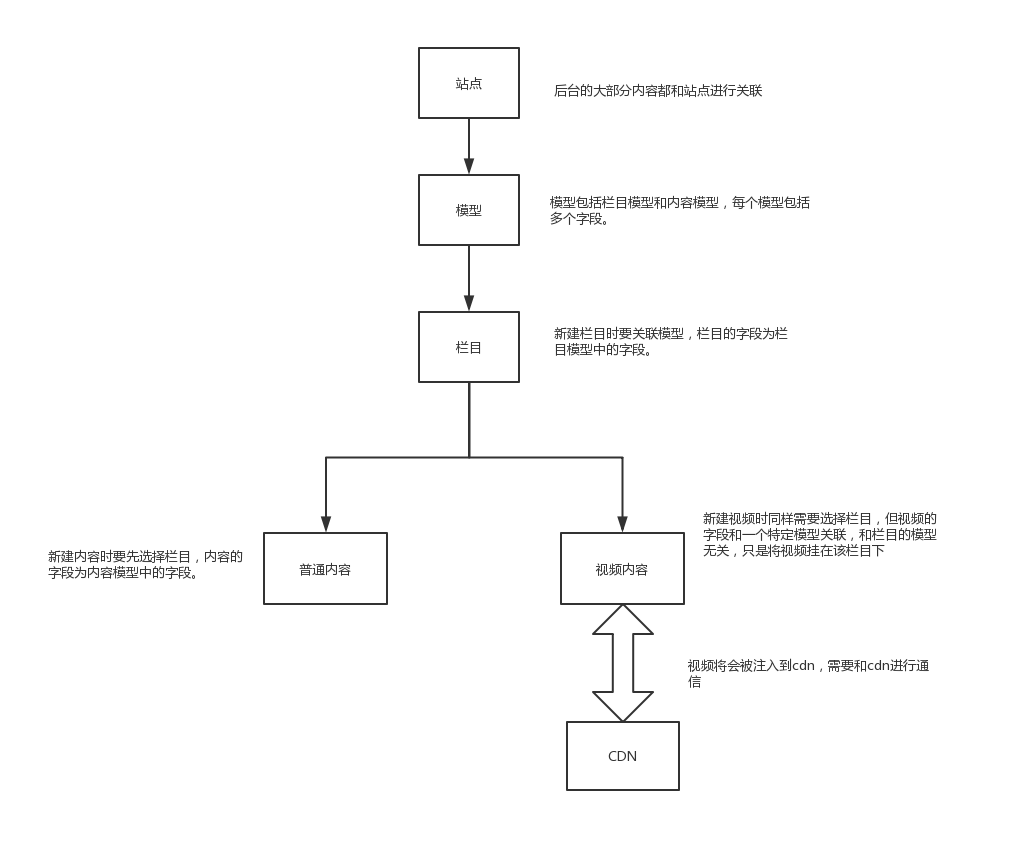 站点
后台的大部分内容都和站点进行关联
模型
模型包括栏目模型和内容模型，每个模型包括
多个字段。
栏目
新建栏目时要关联模型，栏目的字段为栏
目模型中的字段。
新建内容时要先选择栏目，内容的
字段为内容模型中的字段。
普通内容
视频内容
新建视频时同样需要选择栏目，但视频的
字段和一个特定模型关联，和栏目的模型
无关，只是将视频挂在该栏目下
视频将会被注入到cdn，需要和cdn进行通
信
CDN